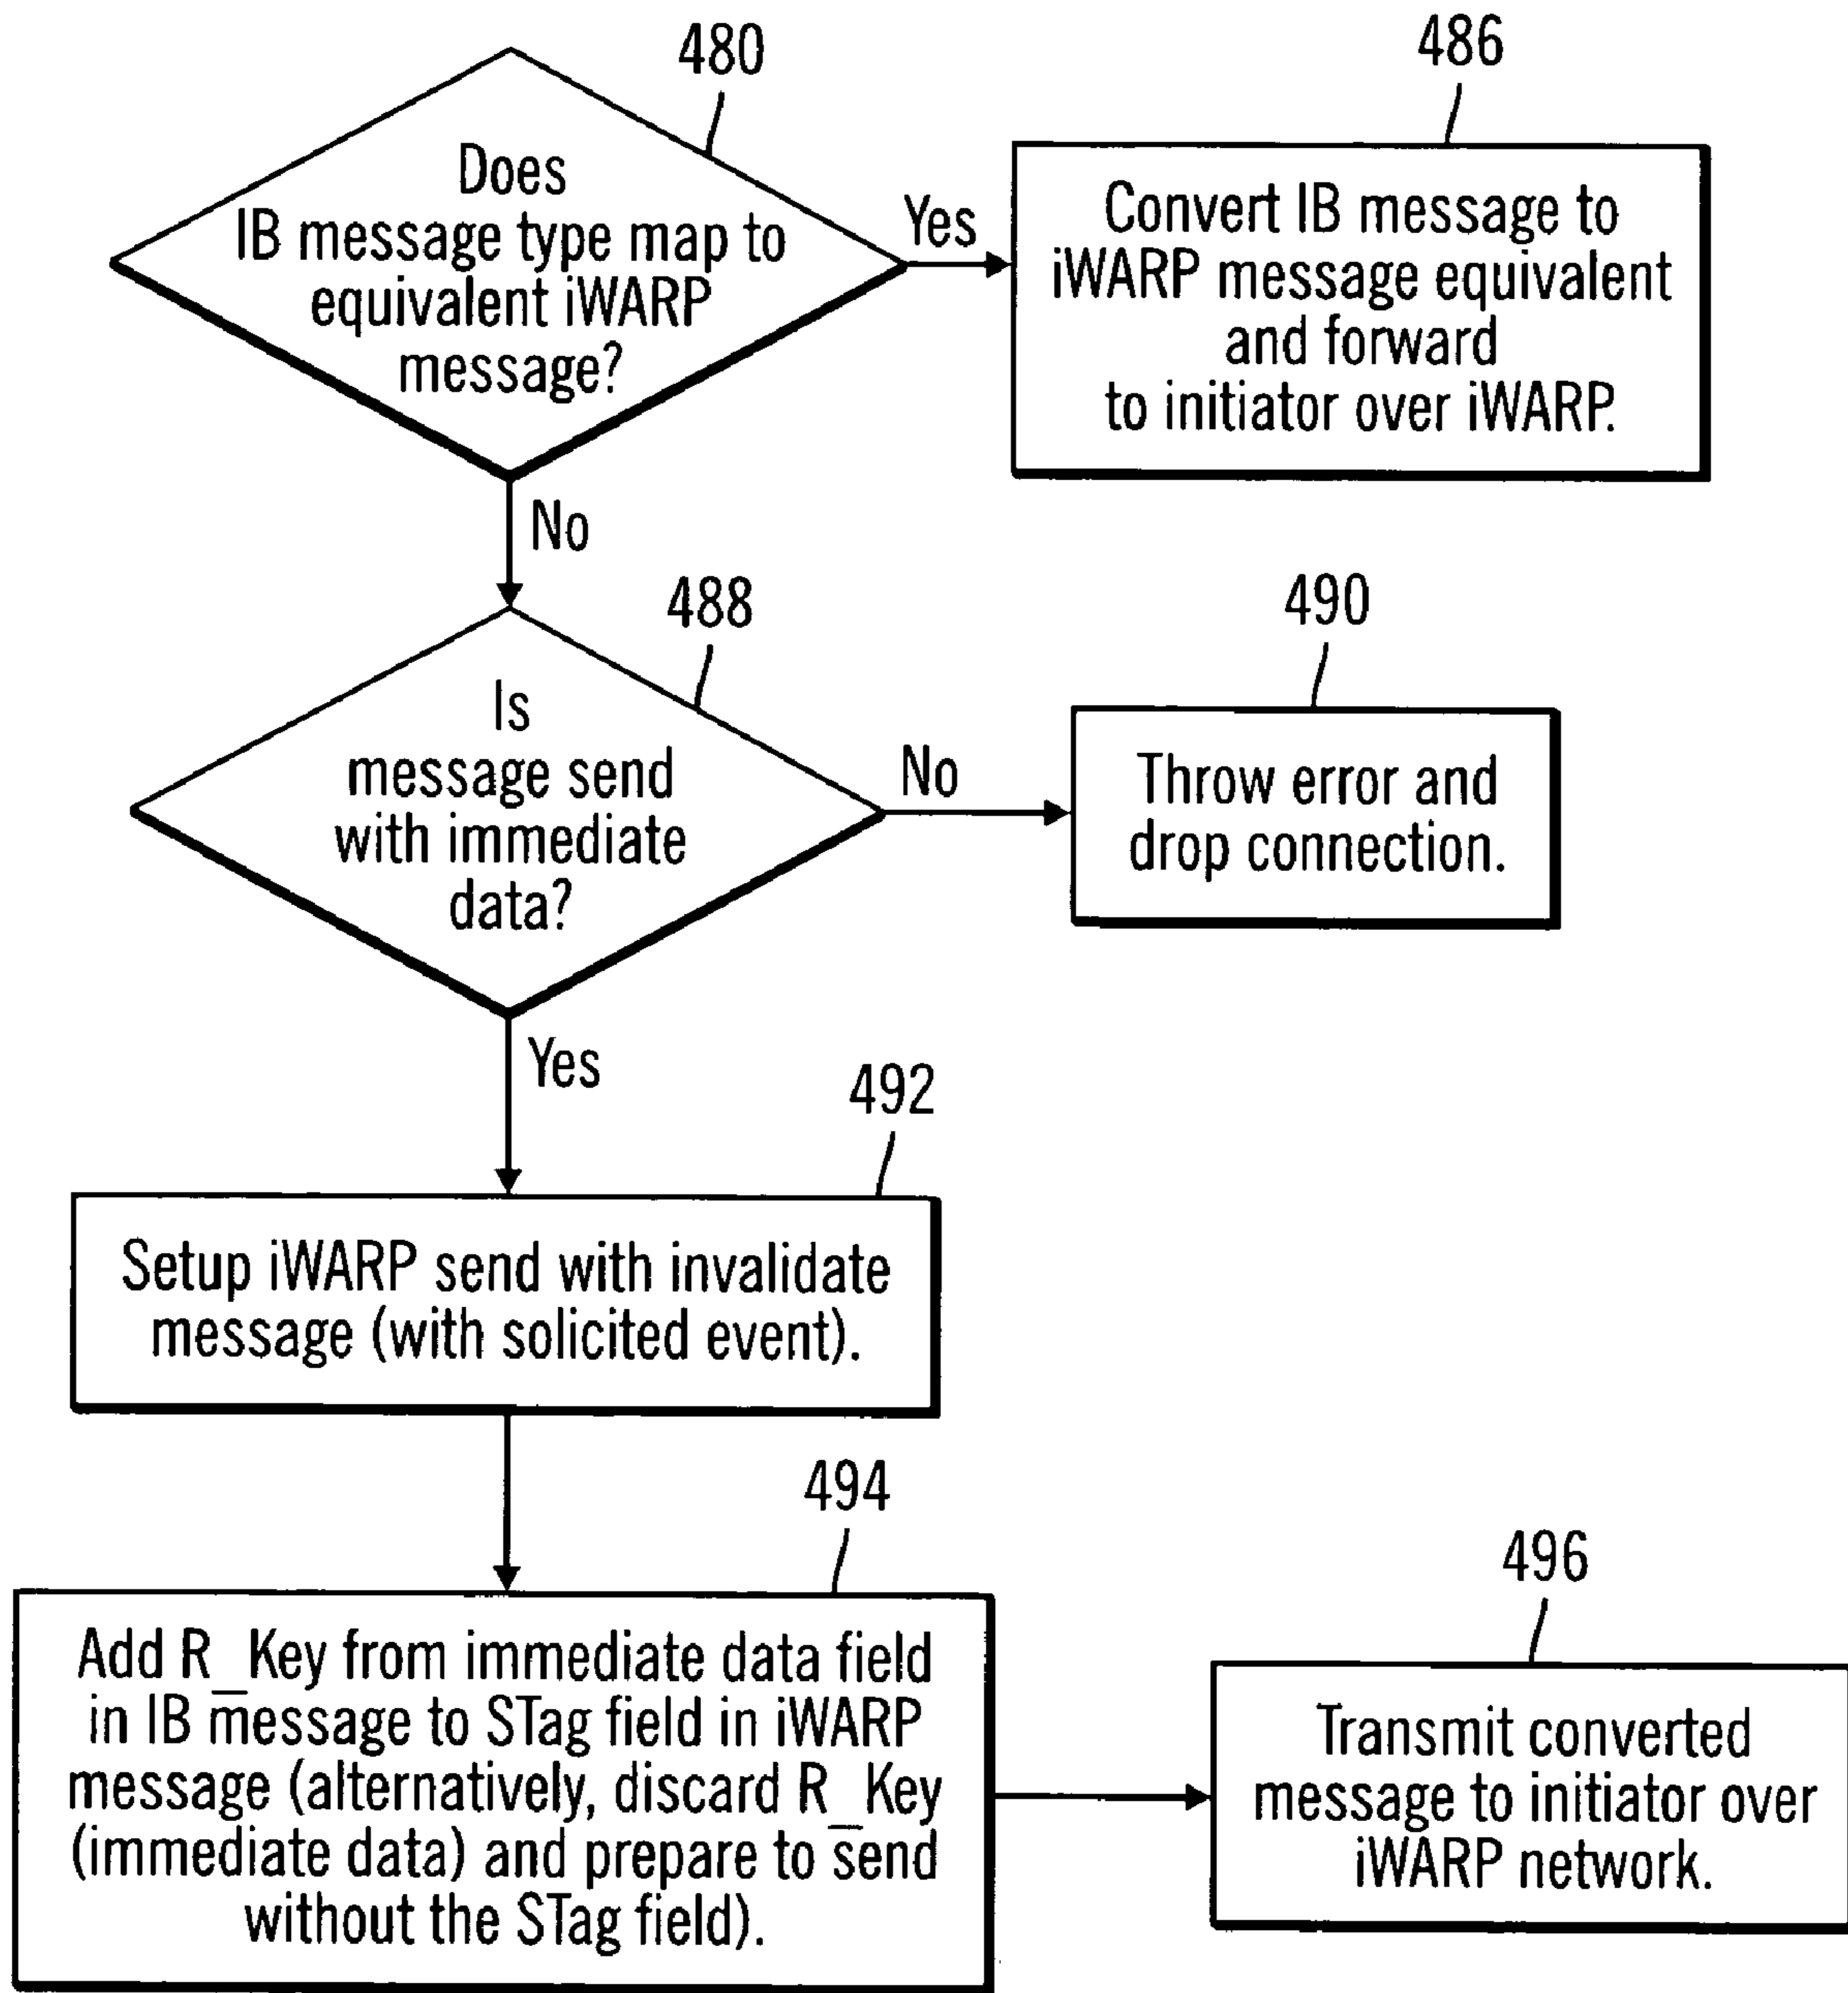 480
Does
IB message type map to
equivalent iWARP
message?
Yes
486
Convert IB message to
iWARP message equivalent
and forward
to initiator over iWARP.
No
488
Is
message send
with immediate
data?
No
490
Throw error and
drop connection.
Yes
492
Setup iWARP send with invalidate
message (with solicited event).
494
Add R_Key from immediate data field
in IB message to STag field in iWARP
message (alternatively, discard R_Key
(immediate data) and prepare to send
without the STag field).
496
Transmit converted
message to initiator over
iWARP network.